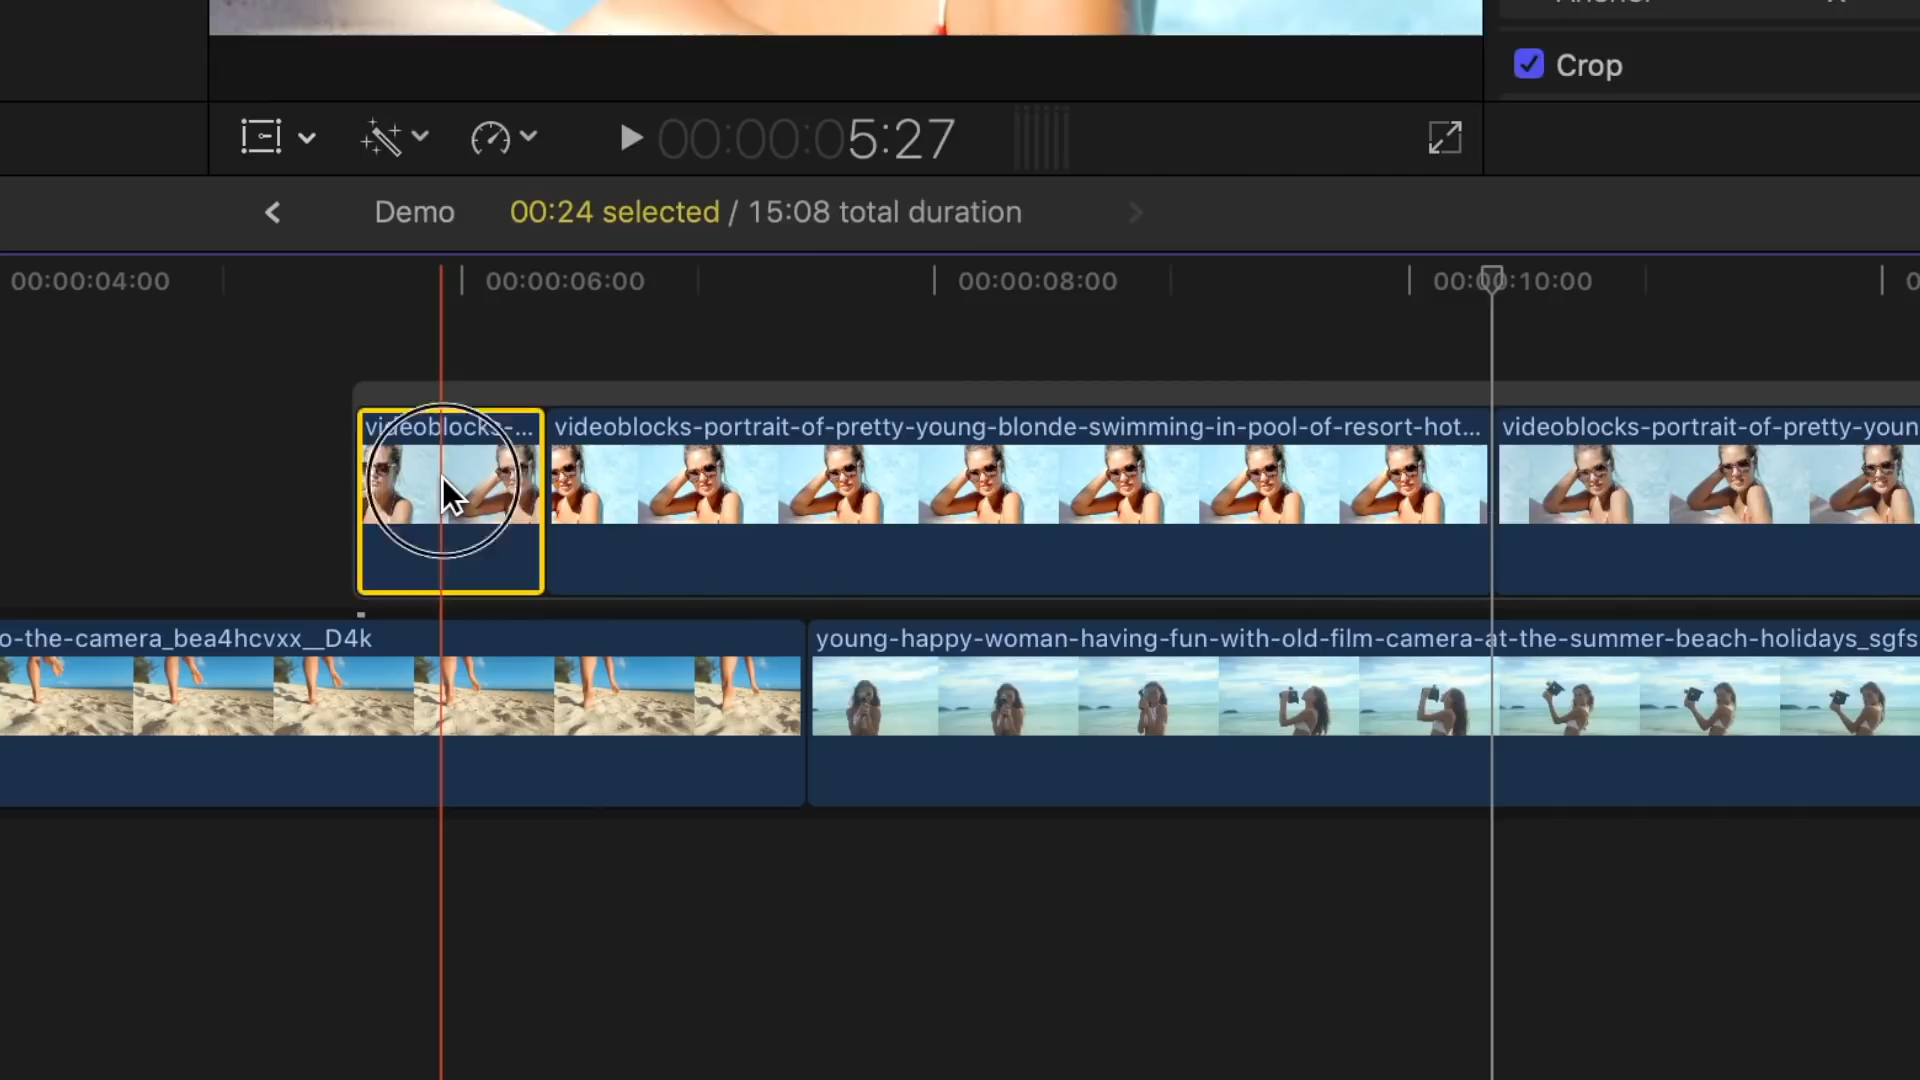 Anchor
X
Crop
00:00:05:27
Demo
00:24 selected / 15:08 total duration
00:00:04:00
00:00:06:00
00:00:08:00
00:00:10:00
videoblocks-...
videoblocks-portrait-of-pretty-young-blonde-swimming-in-pool-of-resort-hot...
videoblocks-portrait-of-pretty-youn
o-the-camera_bea4hcvxx__D4k
young-happy-woman-having-fun-with-old-film-camera-at-the-summer-beach-holidays_sgfs